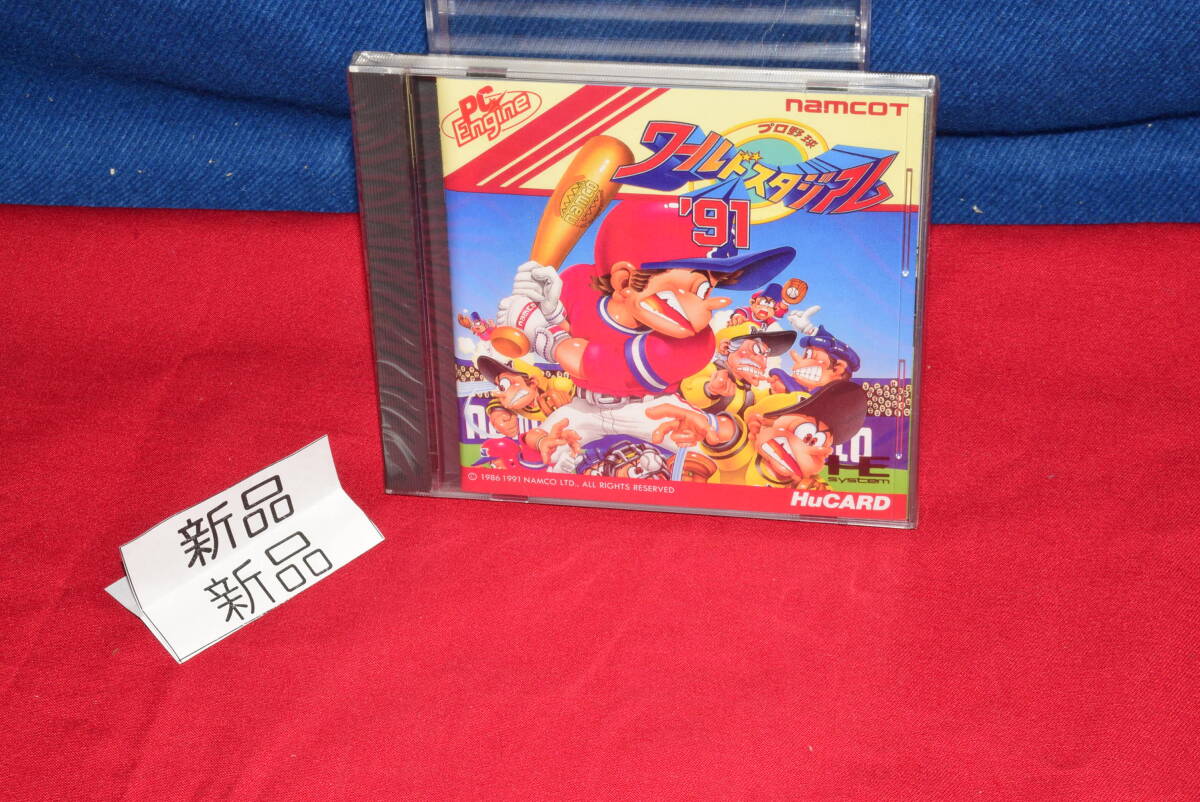 PC Engine
namcoT
プロ野球
ワールドスタジアム
'91
namco
© 1986 1991 NAMCO LTD., ALL RIGHTS RESERVED
HE
system
HuCARD
新品
新品